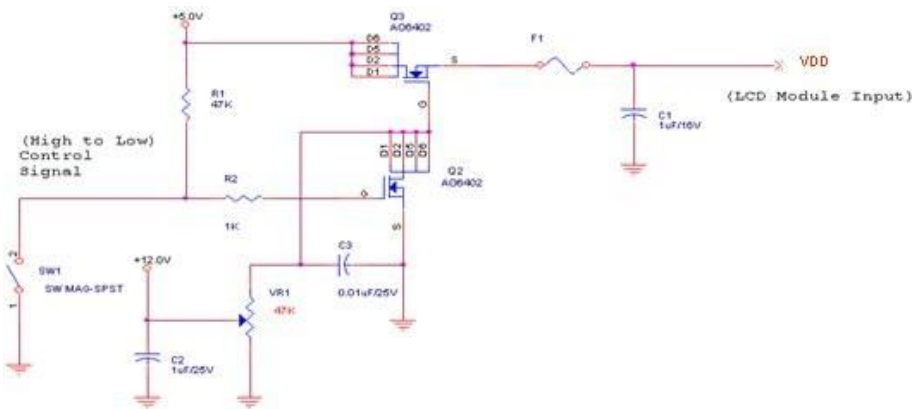 Q3
AO6402
+5.0V
D6
D5
D2
D1
S
G
F1
VDD
(LCD Module Input)
C1
1uF/16V
R1
47K
(High to Low)
Control
Signal
D1
D2
D5
D6
Q2
AO6402
R2
1K
G
S
2
SW1
SW MAG-SPST
1
+12.0V
C3
0.01uF/25V
VR1
47K
C2
1uF/25V